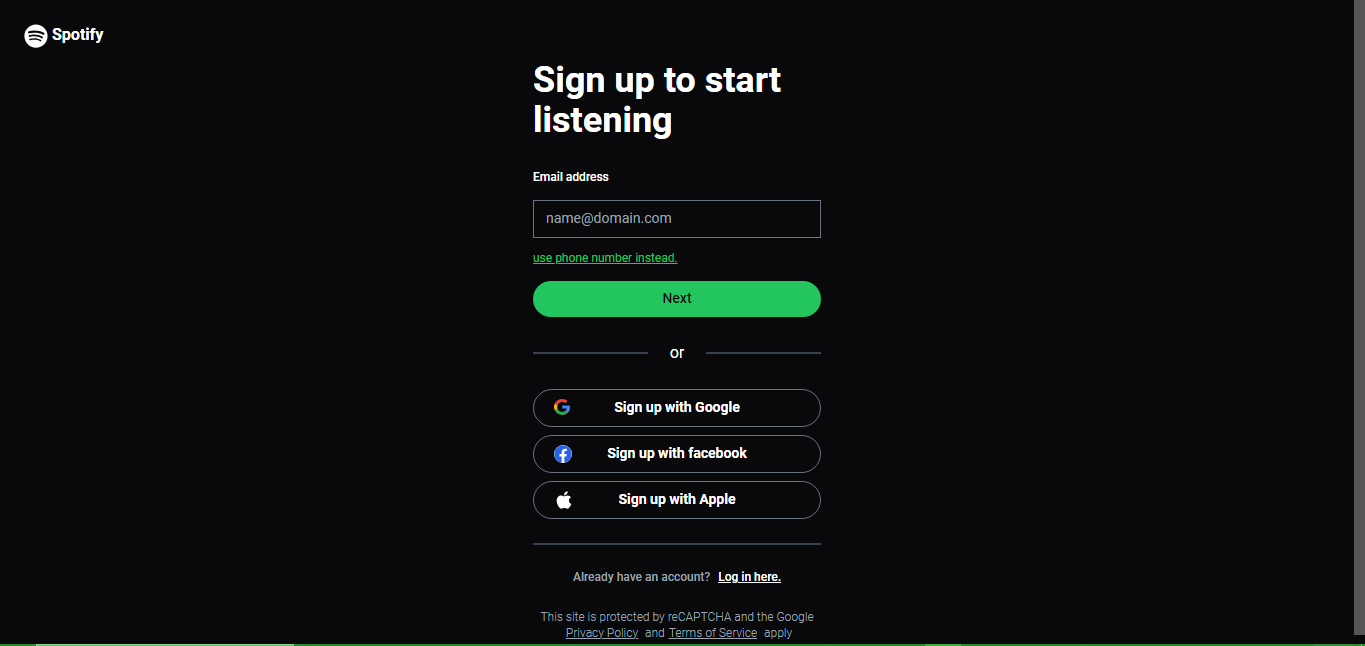 Spotify
Sign up to start
listening
Email address
name@domain.com
use phone number instead.
Next
or
Sign up with Google
Sign up with facebook
Sign up with Apple
Already have an account? Log in here.
This site is protected by reCAPTCHA and the Google
Privacy Policy and Terms of Service apply